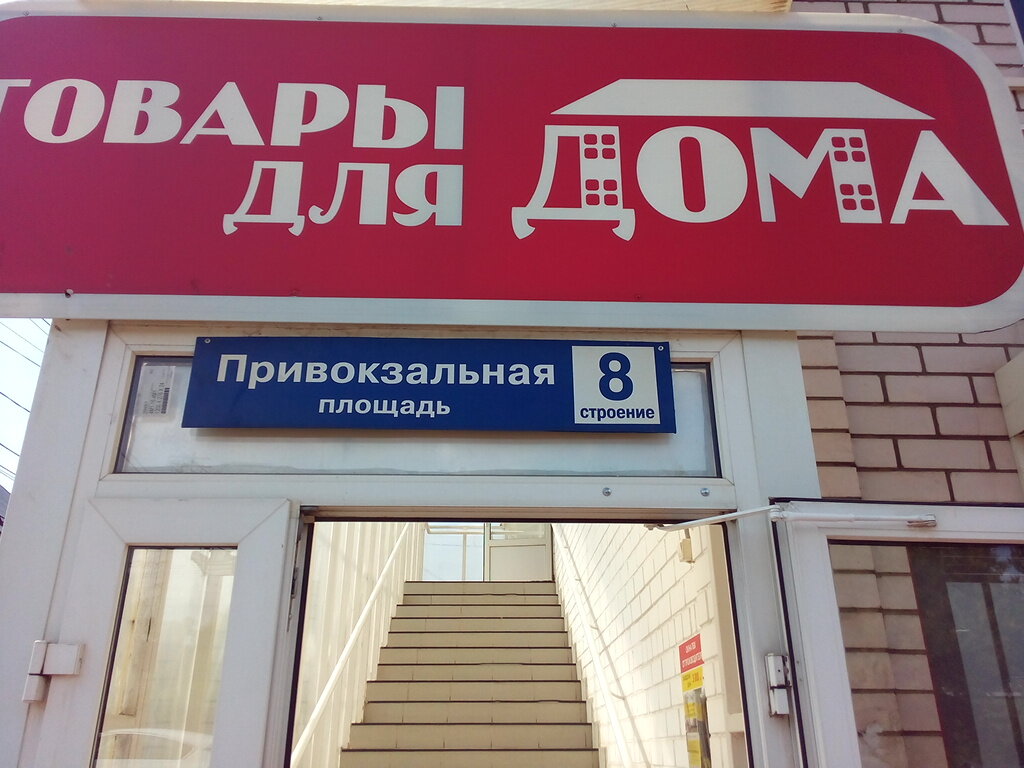 ТОВАРЫ
ДЛЯ
ДОМА
Привокзальная
площадь
8
строение